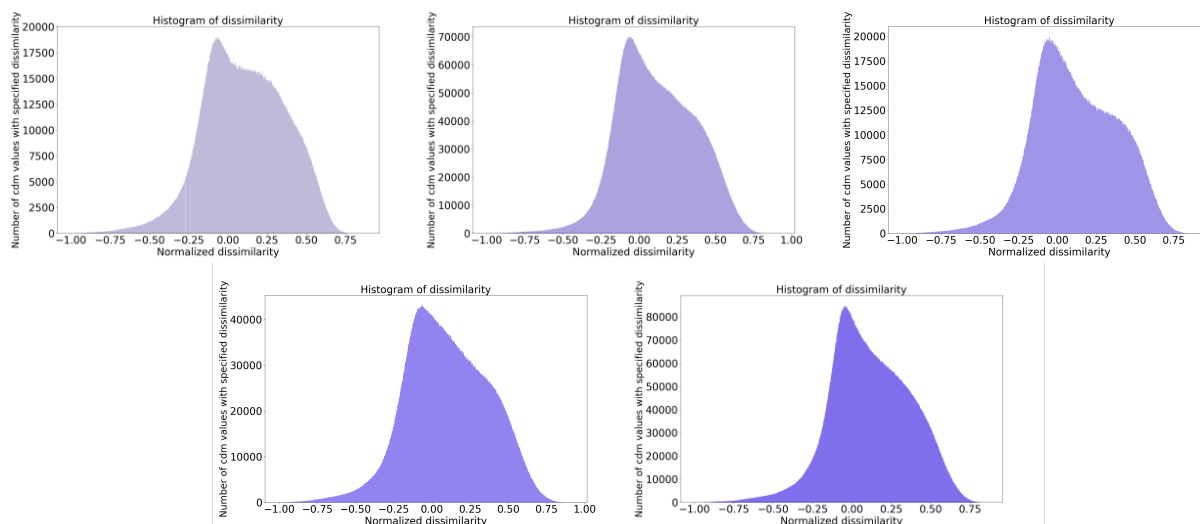 Histogram of dissimilarity
Number of cdm values with specified dissimilarity
20000
17500
15000
12500
10000
7500
5000
2500
0
−1.00 −0.75 −0.50 −0.25 0.00 0.25 0.50 0.75
Normalized dissimilarity
Histogram of dissimilarity
Number of cdm values with specified dissimilarity
70000
60000
50000
40000
30000
20000
10000
0
−1.00 −0.75 −0.50 −0.25 0.00 0.25 0.50 0.75 1.00
Normalized dissimilarity
Histogram of dissimilarity
Number of cdm values with specified dissimilarity
20000
17500
15000
12500
10000
7500
5000
2500
0
−1.00 −0.75 −0.50 −0.25 0.00 0.25 0.50 0.75
Normalized dissimilarity
Histogram of dissimilarity
Number of cdm values with specified dissimilarity
40000
30000
20000
10000
0
−1.00 −0.75 −0.50 −0.25 0.00 0.25 0.50 0.75 1.00
Normalized dissimilarity
Histogram of dissimilarity
Number of cdm values with specified dissimilarity
80000
70000
60000
50000
40000
30000
20000
10000
0
−1.00 −0.75 −0.50 −0.25 0.00 0.25 0.50 0.75
Normalized dissimilarity